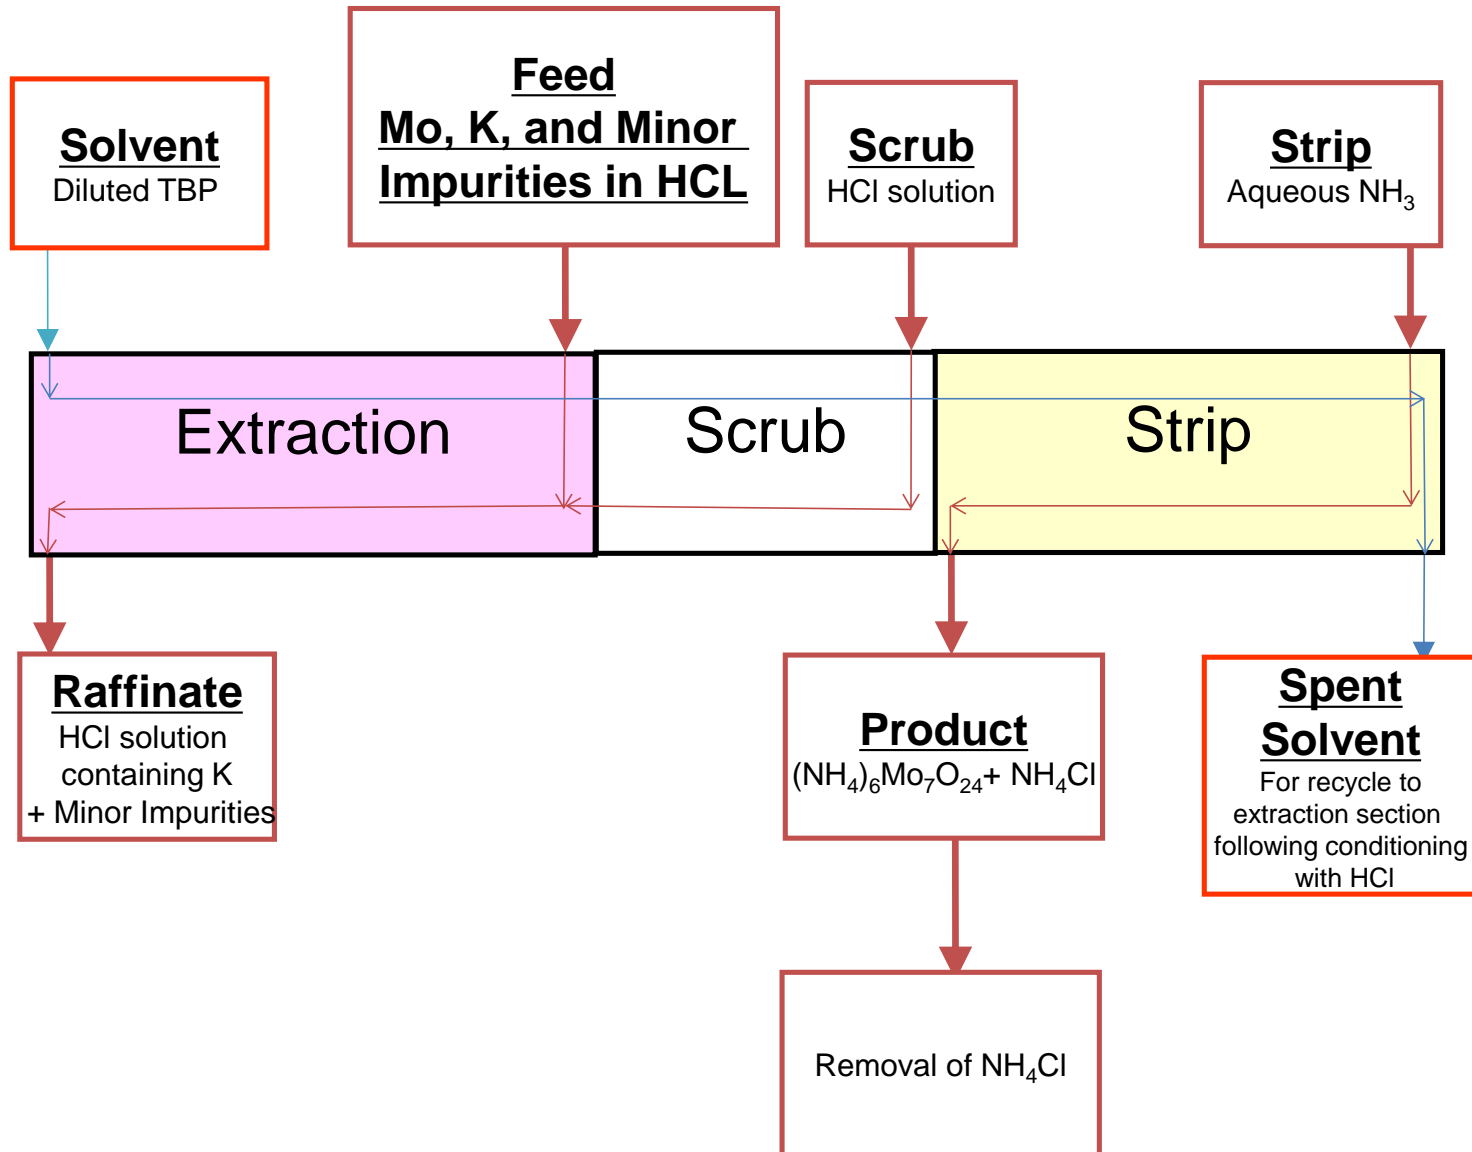 Solvent
Diluted TBP
Feed
Mo, K, and Minor
Impurities in HCL
Scrub
HCl solution
Strip
Aqueous NH₃
Extraction
Scrub
Strip
Raffinate
HCl solution
containing K
+ Minor Impurities
Product
(NH₄)₆Mo₇O₂₄+ NH₄Cl
Spent
Solvent
For recycle to
extraction section
following conditioning
with HCl
Removal of NH₄Cl